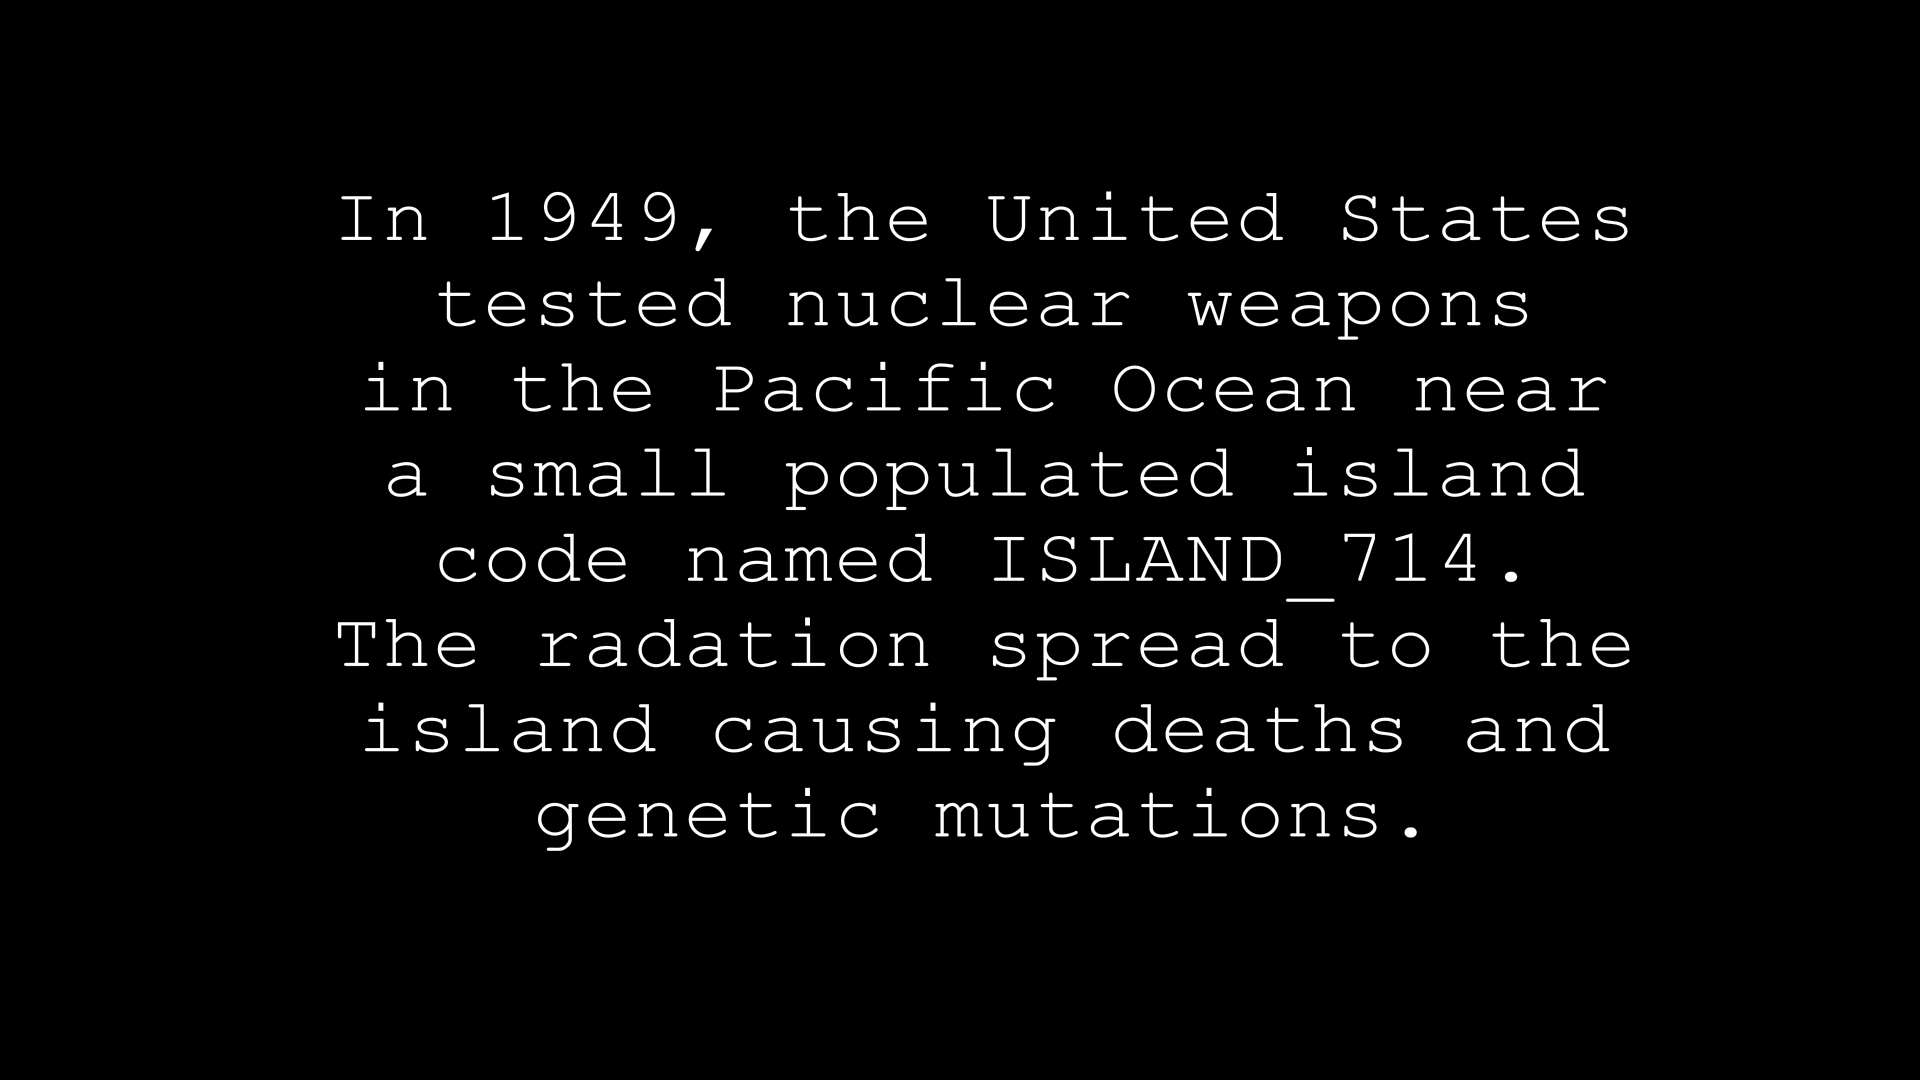 In 1949, the United States
tested nuclear weapons
in the Pacific Ocean near
a small populated island
code named ISLAND_714.
The radation spread to the
island causing deaths and
genetic mutations.